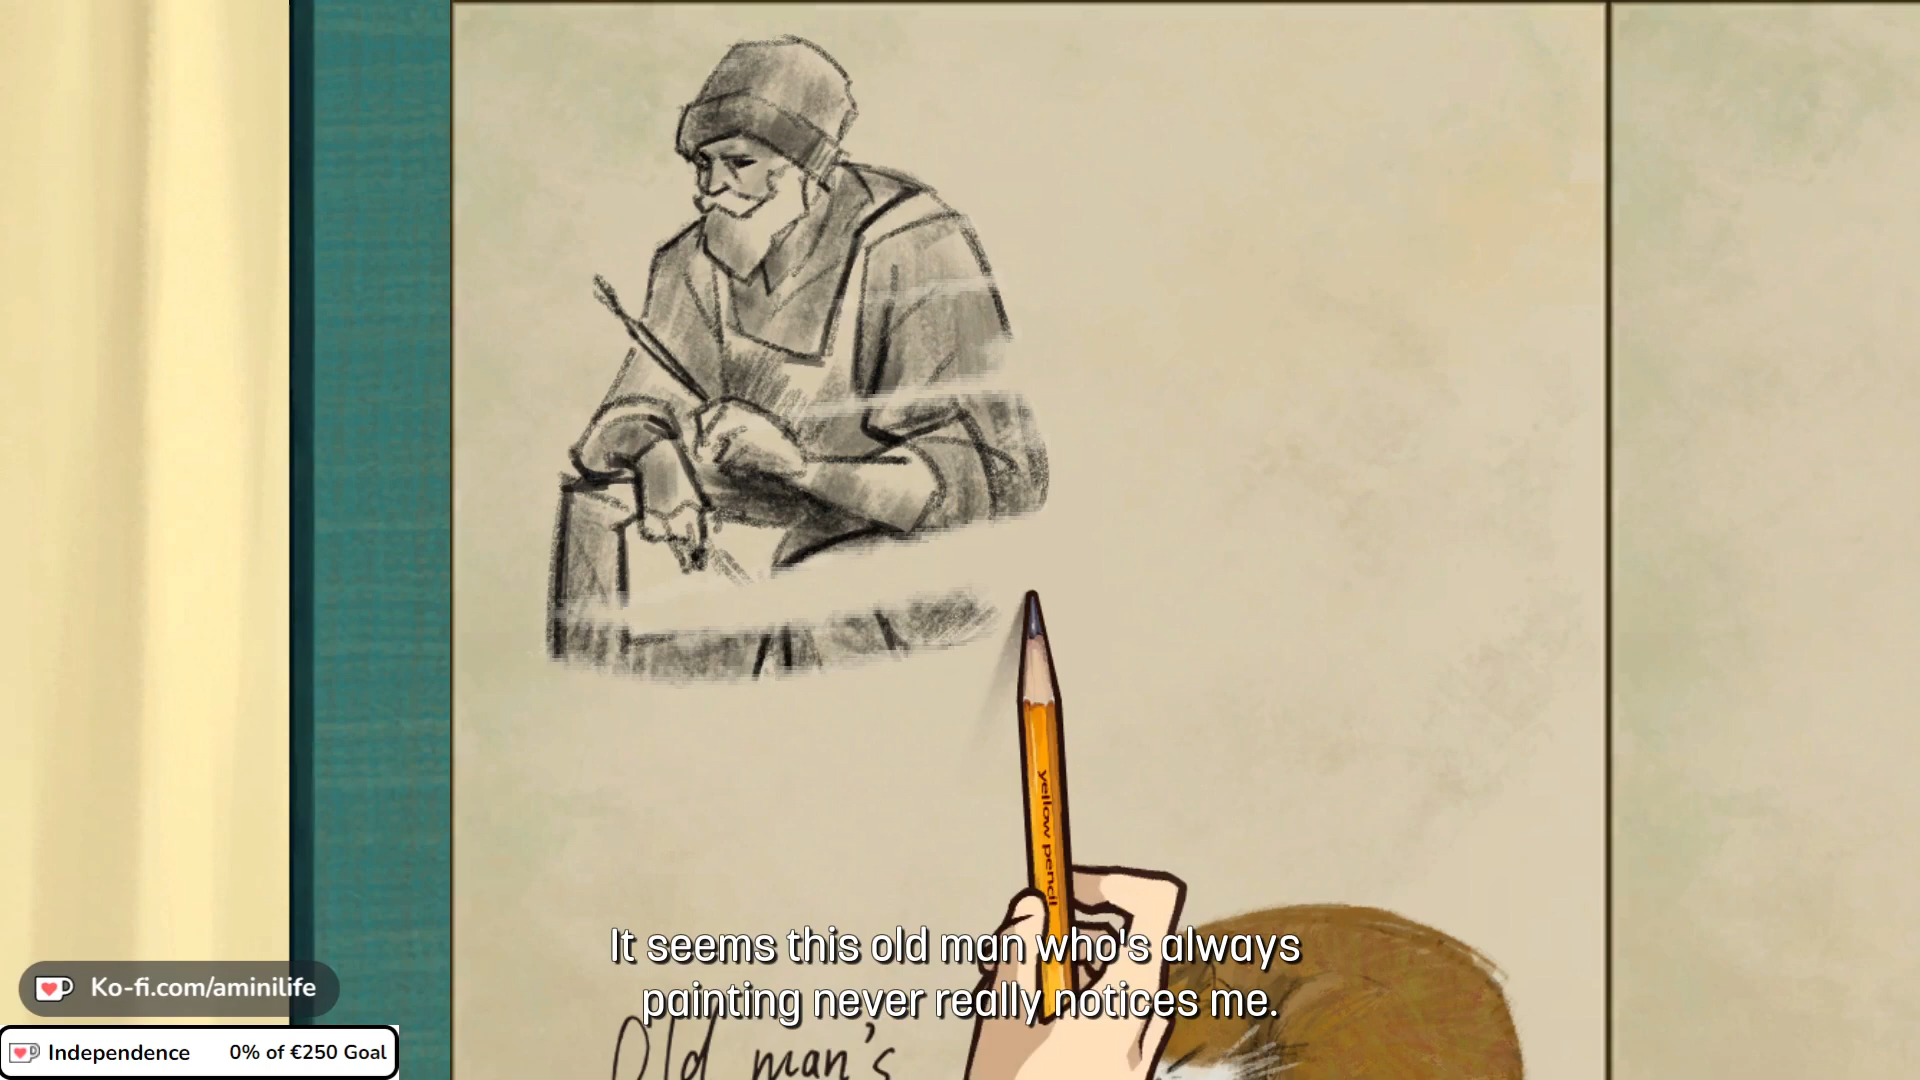 yellow pencil
It seems this old man who's always
painting never really notices me.
Old man's
Ko-fi.com/aminilife
Independence 0% of €250 Goal